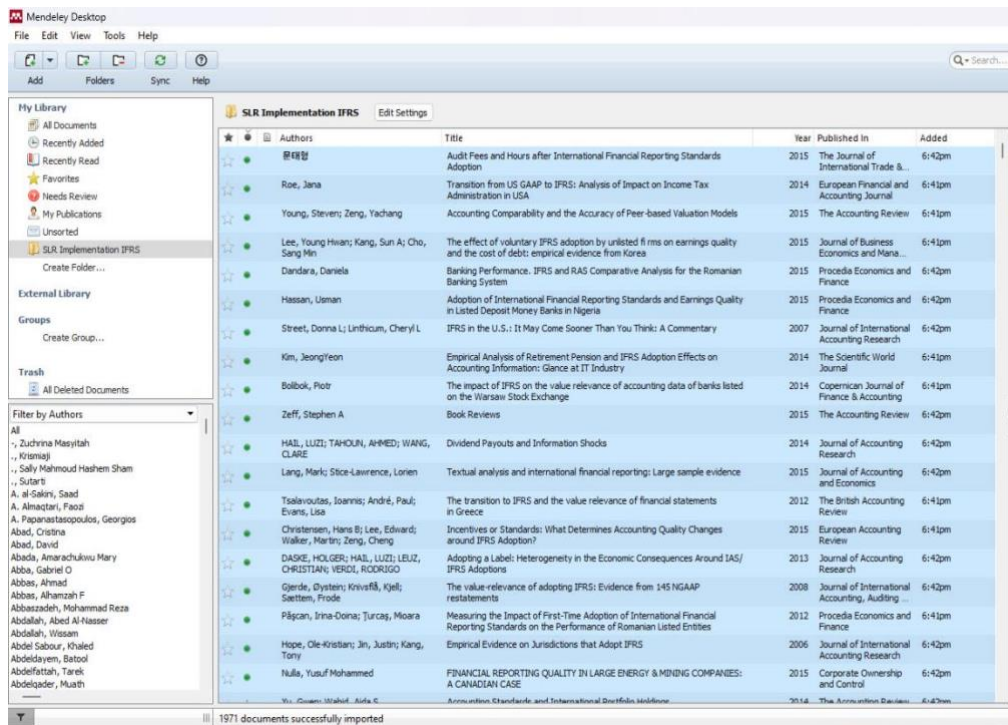 Mendeley Desktop
File Edit View Tools Help
Add Folders Sync Help
Search...
My Library
All Documents
Recently Added
Recently Read
Favorites
Needs Review
My Publications
Unsorted
SLR Implementation IFRS
Create Folder...
External Library
Groups
Create Group...
Trash
All Deleted Documents
Filter by Authors
All
-, Zuchrina Masyitah
., Krismiaji
., Sally Mahmoud Hashem Sham
., Sutarti
A. al-Sakini, Saad
A. Almaqtari, Faozi
A. Papanastasopoulos, Georgios
Abad, Cristina
Abad, David
Abada, Amarachukwu Mary
Abba, Gabriel O
Abbas, Ahmad
Abbas, Alhamzah F
Abbaszadeh, Mohammad Reza
Abdallah, Abed Al-Nasser
Abdallah, Wissam
Abdel Sabour, Khaled
Abdeldayem, Batool
Abdelfattah, Tarek
Abdelqader, Muath
SLR Implementation IFRS Edit Settings
Authors Title Year Published In Added
문태형 Audit Fees and Hours after International Financial Reporting Standards 2015 The Journal of 6:42pm
Adoption International Trade &...
Roe, Jana Transition from US GAAP to IFRS: Analysis of Impact on Income Tax 2014 European Financial and 6:41pm
Administration in USA Accounting Journal
Young, Steven; Zeng, Yachang Accounting Comparability and the Accuracy of Peer-based Valuation Models 2015 The Accounting Review 6:41pm
Lee, Young Hwan; Kang, Sun A; Cho, The effect of voluntary IFRS adoption by unlisted fi rms on earnings quality 2015 Journal of Business 6:41pm
Sang Min and the cost of debt: empirical evidence from Korea Economics and Mana...
Dandara, Daniela Banking Performance. IFRS and RAS Comparative Analysis for the Romanian 2015 Procedia Economics and 6:42pm
Banking System Finance
Hassan, Usman Adoption of International Financial Reporting Standards and Earnings Quality 2015 Procedia Economics and 6:42pm
in Listed Deposit Money Banks in Nigeria Finance
Street, Donna L; Linthicum, Cheryl L IFRS in the U.S.: It May Come Sooner Than You Think: A Commentary 2007 Journal of International 6:42pm
Accounting Research
Kim, JeongYeon Empirical Analysis of Retirement Pension and IFRS Adoption Effects on 2014 The Scientific World 6:41pm
Accounting Information: Glance at IT Industry Journal
Bolibok, Piotr The impact of IFRS on the value relevance of accounting data of banks listed 2014 Copernican Journal of 6:42pm
on the Warsaw Stock Exchange Finance & Accounting
Zeff, Stephen A Book Reviews 2015 The Accounting Review 6:42pm
HAIL, LUZI; TAHOUN, AHMED; WANG, Dividend Payouts and Information Shocks 2014 Journal of Accounting 6:42pm
CLARE Research
Lang, Mark; Stice-Lawrence, Lorien Textual analysis and international financial reporting: Large sample evidence 2015 Journal of Accounting 6:42pm
and Economics
Tsalavoutas, Ioannis; André, Paul; The transition to IFRS and the value relevance of financial statements 2012 The British Accounting 6:42pm
Evans, Lisa in Greece Review
Christensen, Hans B; Lee, Edward; Incentives or Standards: What Determines Accounting Quality Changes 2015 European Accounting 6:42pm
Walker, Martin; Zeng, Cheng around IFRS Adoption? Review
DASKE, HOLGER; HAIL, LUZI; LEUZ, Adopting a Label: Heterogeneity in the Economic Consequences Around IAS/ 2013 Journal of Accounting 6:42pm
CHRISTIAN; VERDI, RODRIGO IFRS Adoptions Research
Gjerde, Øystein; Knivsflå, Kjell; The value-relevance of adopting IFRS: Evidence from 145 NGAAP 2008 Journal of International 6:42pm
Sættem, Frode restatements Accounting, Auditing ...
Pășcan, Irina-Doina; Țurcaș, Moara Measuring the Impact of First-Time Adoption of International Financial 2012 Procedia Economics and 6:42pm
Reporting Standards on the Performance of Romanian Listed Entities Finance
Hope, Ole-Kristian; Jin, Justin; Kang, Empirical Evidence on Jurisdictions that Adopt IFRS 2006 Journal of International 6:42pm
Tony Accounting Research
Nulla, Yusuf Mohammed FINANCIAL REPORTING QUALITY IN LARGE ENERGY & MINING COMPANIES: 2015 Corporate Ownership 6:42pm
A CANADIAN CASE and Control
Yu, Gwen; Wahid, Aida S Accounting Standards and International Portfolio Holdings 2014 The Accounting Review 6:42pm
1971 documents successfully imported